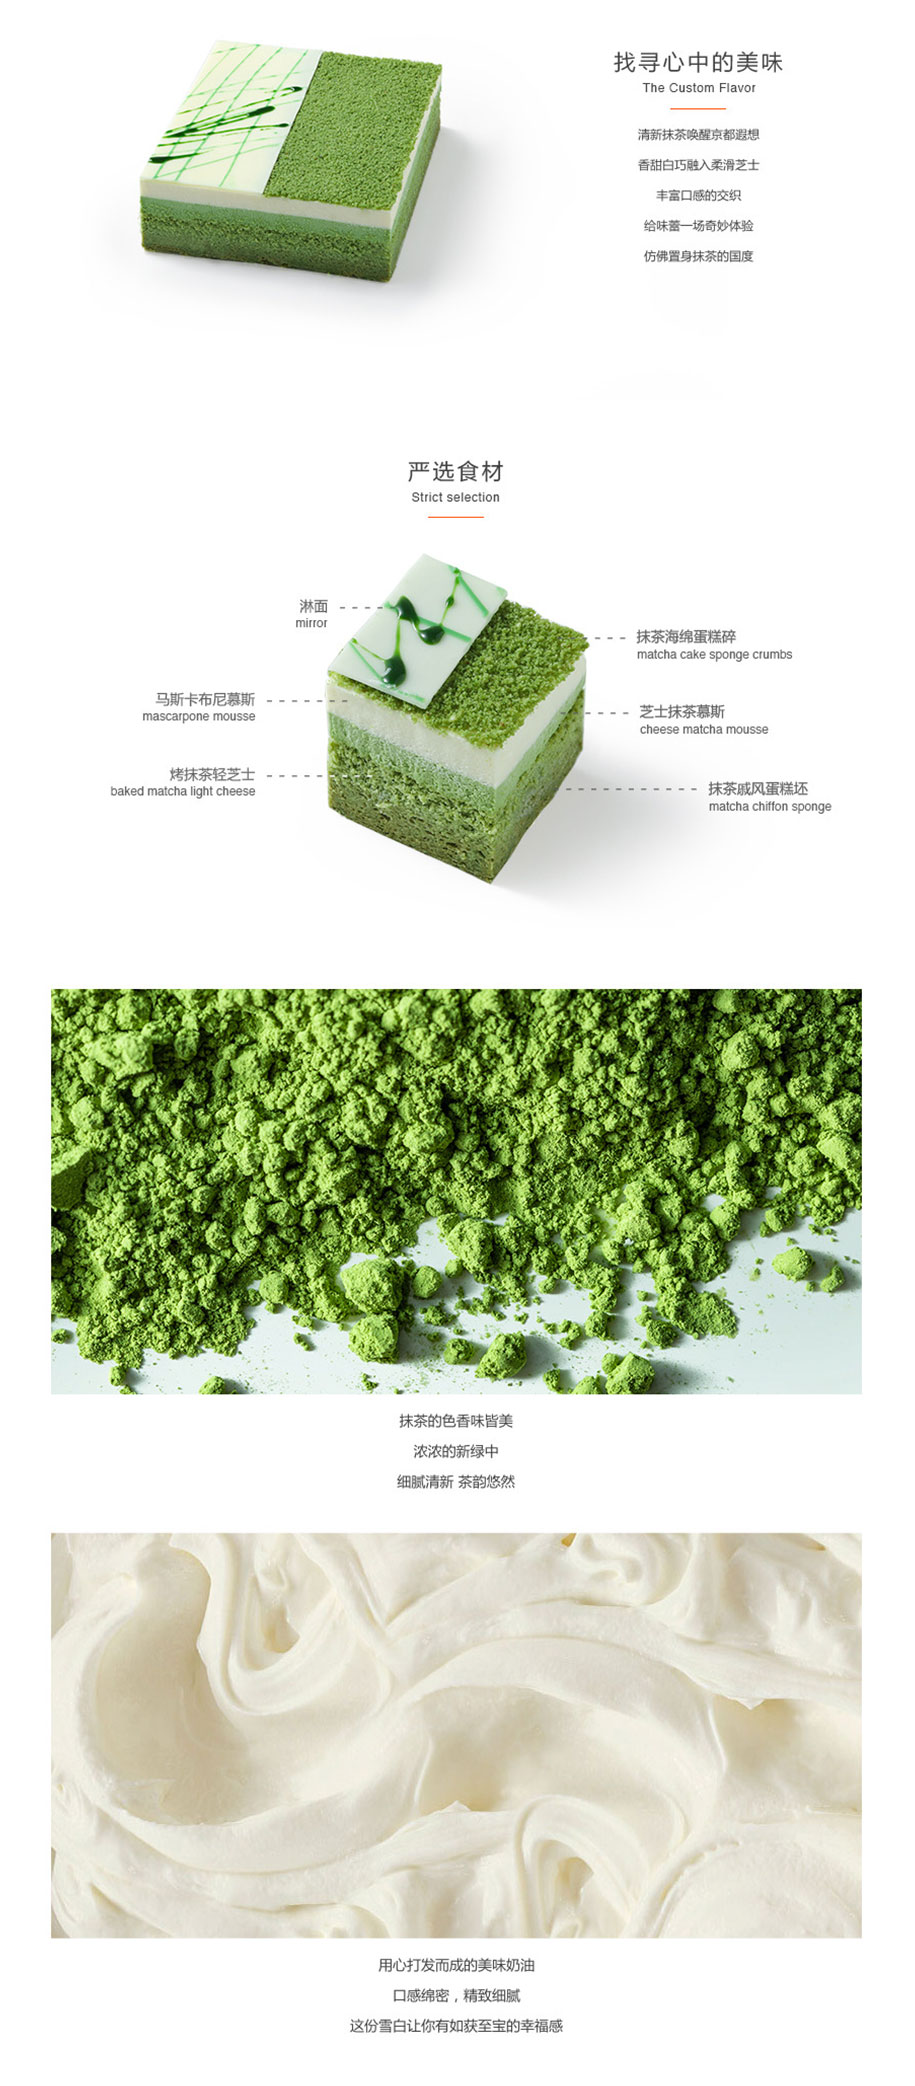 找寻心中的美味
The Custom Flavor
清新抹茶唤醒京都遐想
香甜白巧融入柔滑芝士
丰富口感的交织
给味蕾一场奇妙体验
仿佛置身抹茶的国度
严选食材
Strict selection
淋面
mirror
抹茶海绵蛋糕碎
matcha cake sponge crumbs
马斯卡布尼慕斯
mascarpone mousse
芝士抹茶慕斯
cheese matcha mousse
烤抹茶轻芝士
baked matcha light cheese
抹茶戚风蛋糕坯
matcha chiffon sponge
抹茶的色香味皆美
浓浓的新绿中
细腻清新 茶韵悠然
用心打发而成的美味奶油
口感绵密，精致细腻
这份雪白让你有如获至宝的幸福感